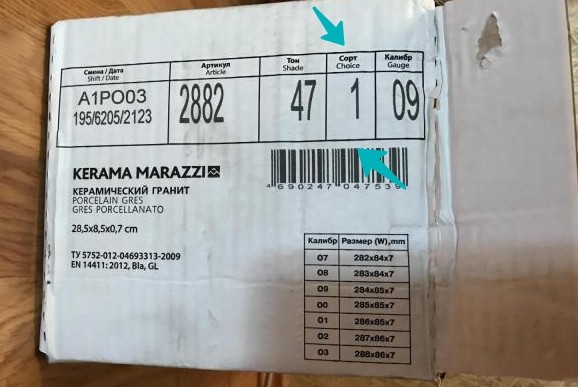 Смена / Дата Артикул Тон Сорт Калибр
Shift / Date Article Shade Choice Gauge
A1PO03 2882 47 1 09
195/6205/2123
KERAMA MARAZZI
КЕРАМИЧЕСКИЙ ГРАНИТ
PORCELAIN GRES
GRES PORCELLANATO
28,5x8,5x0,7 cm
4 690247 04753
ТУ 5752-012-04693313-2009
EN 14411: 2012, BIa, GL
Калибр Размер (W),mm
07 282x84x7
08 283x84x7
09 284x85x7
00 285x85x7
01 286x85x7
02 287x86x7
03 288x86x7